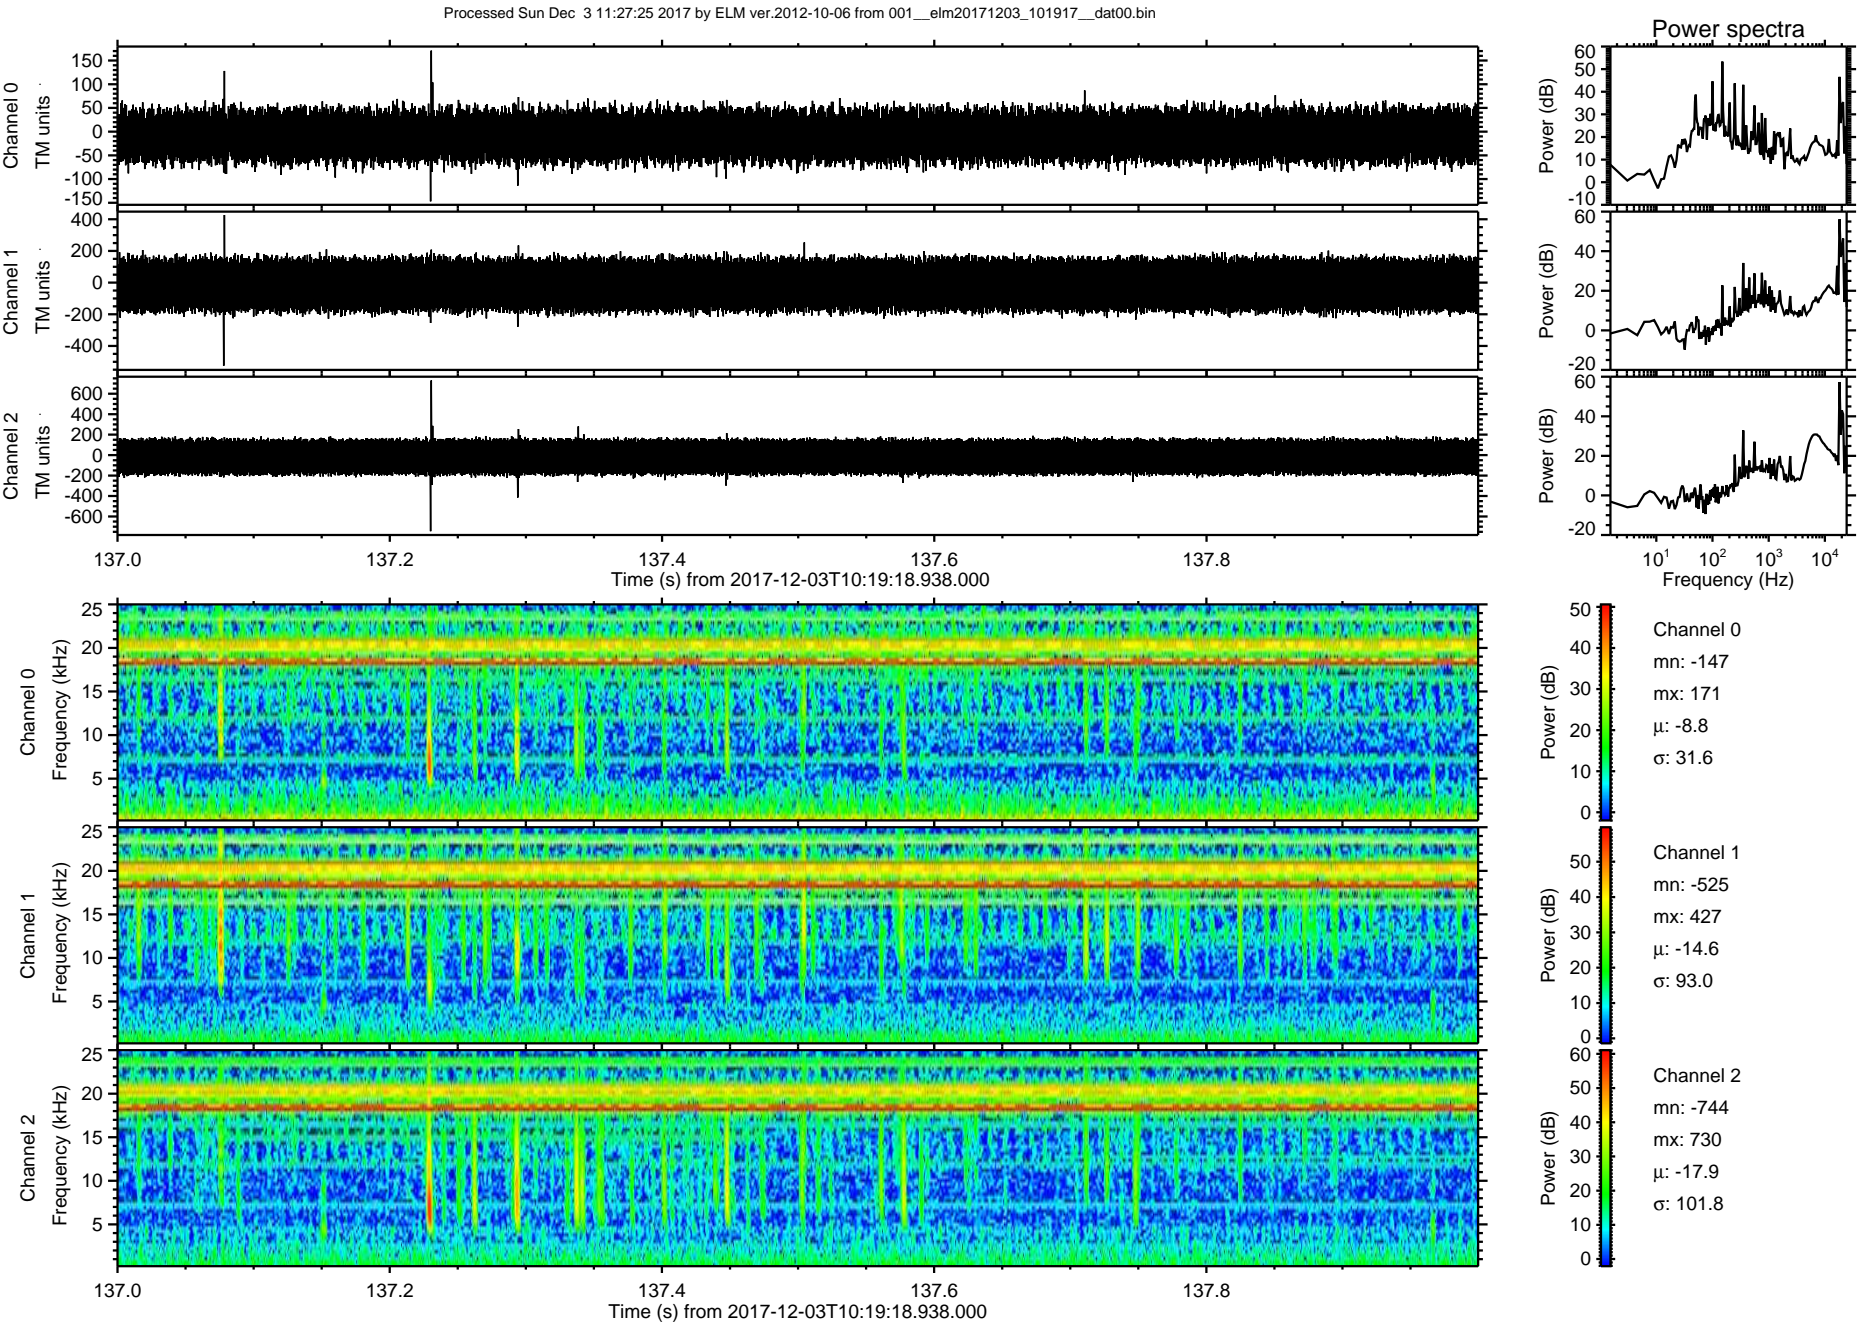 Processed Sun Dec  3 11:27:25 2017 by ELM ver.2012-10-06 from 001__elm20171203_101917__dat00.bin
Power spectra
Channel 0
TM units
150
100
50
0
-50
-100
-150
Power (dB)
60
50
40
30
20
10
0
-10
Channel 1
TM units
400
200
0
-200
-400
Power (dB)
60
40
20
0
-20
Channel 2
TM units
600
400
200
0
-200
-400
-600
Power (dB)
60
40
20
0
-20
137.0 137.2 137.4 137.6 137.8
Time (s) from 2017-12-03T10:19:18.938.000
10¹ 10² 10³ 10⁴
Frequency (Hz)
Channel 0
Frequency (kHz)
25
20
15
10
5
Power (dB)
50
40
30
20
10
0
Channel 0
mn: -147
mx: 171
µ: -8.8
σ: 31.6
Channel 1
Frequency (kHz)
25
20
15
10
5
Power (dB)
50
40
30
20
10
0
Channel 1
mn: -525
mx: 427
µ: -14.6
σ: 93.0
Channel 2
Frequency (kHz)
25
20
15
10
5
Power (dB)
60
50
40
30
20
10
0
Channel 2
mn: -744
mx: 730
µ: -17.9
σ: 101.8
137.0 137.2 137.4 137.6 137.8
Time (s) from 2017-12-03T10:19:18.938.000